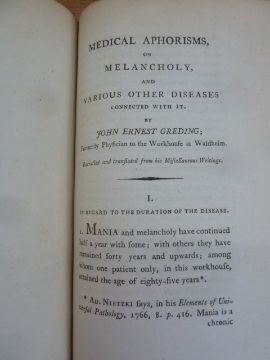 MEDICAL APHORISMS,
ON
MELANCHOLY,
AND
VARIOUS OTHER DISEASES
CONNECTED WITH IT.
BY
JOHN ERNEST GREDING;
Formerly Physician to the Workhouse at Waldheim.
Extracted and translated from his Miscellaneous Writings.
I.
IN REGARD TO THE DURATION OF THE DISEASE.
1. MANIA and melancholy have continued
half a year with some; with others they have
remained forty years and upwards; among
whom one patient only, in this workhouse,
attained the age of eighty-five years*.
* AD. NIETZKI says, in his Elements of Uni-
versal Pathology, 1766, 8. p. 416. Mania is a
chronic